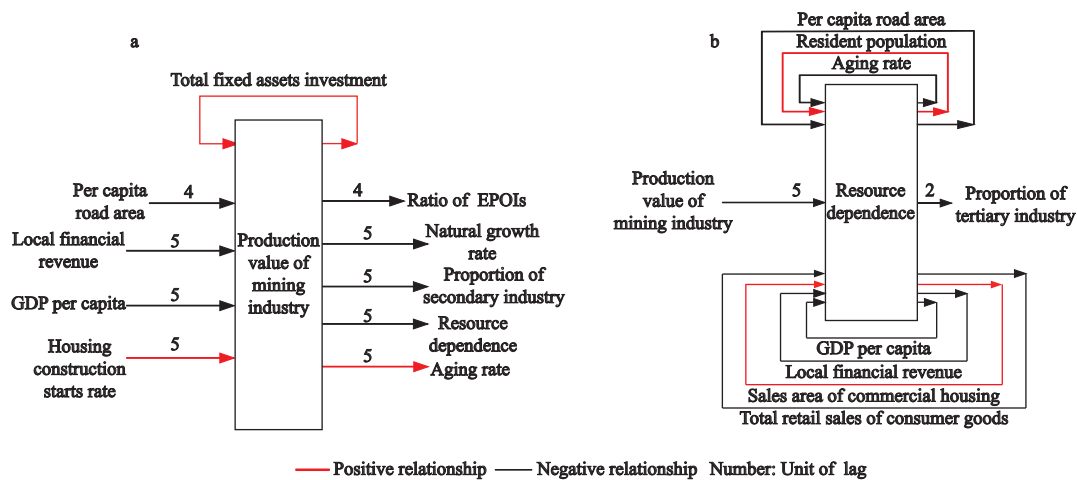 a
Total fixed assets investment
Per capita
road area
4
Local financial
revenue
5
GDP per capita
5
Housing
construction
starts rate
5
Production
value of
mining
industry
4
Ratio of EPOIs
5
Natural growth
rate
5
Proportion of
secondary industry
5
Resource
dependence
5
Aging rate
b
Per capita road area
Resident population
Aging rate
Production
value of
mining industry
5
Resource
dependence
2
Proportion of
tertiary industry
GDP per capita
Local financial revenue
Sales area of commercial housing
Total retail sales of consumer goods
Positive relationship
Negative relationship
Number: Unit of lag